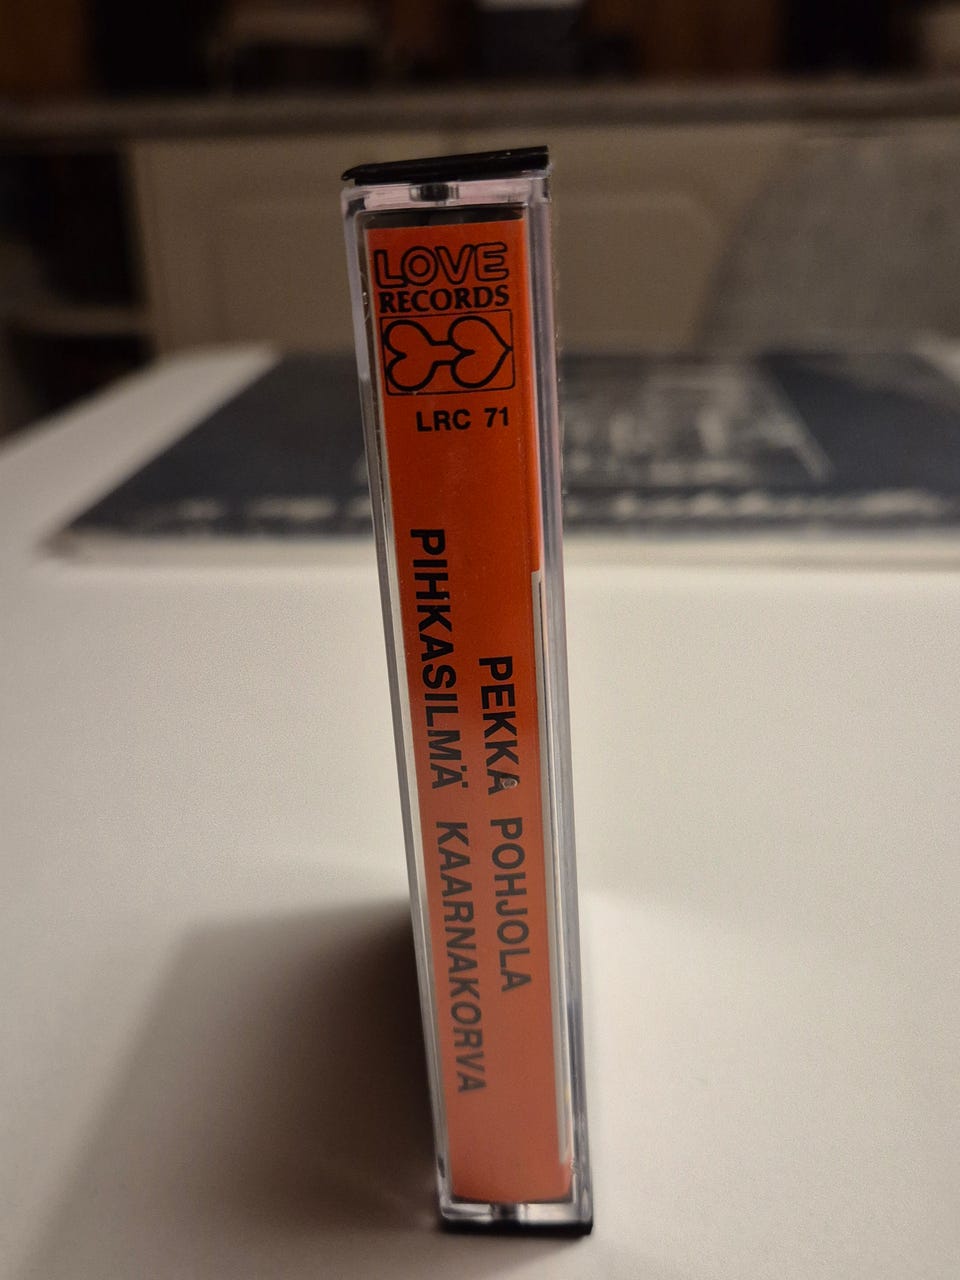 LOVE
RECORDS
LRC 71
PEKKA POHJOLA
PIHKASILMÄ KAARNAKORVA